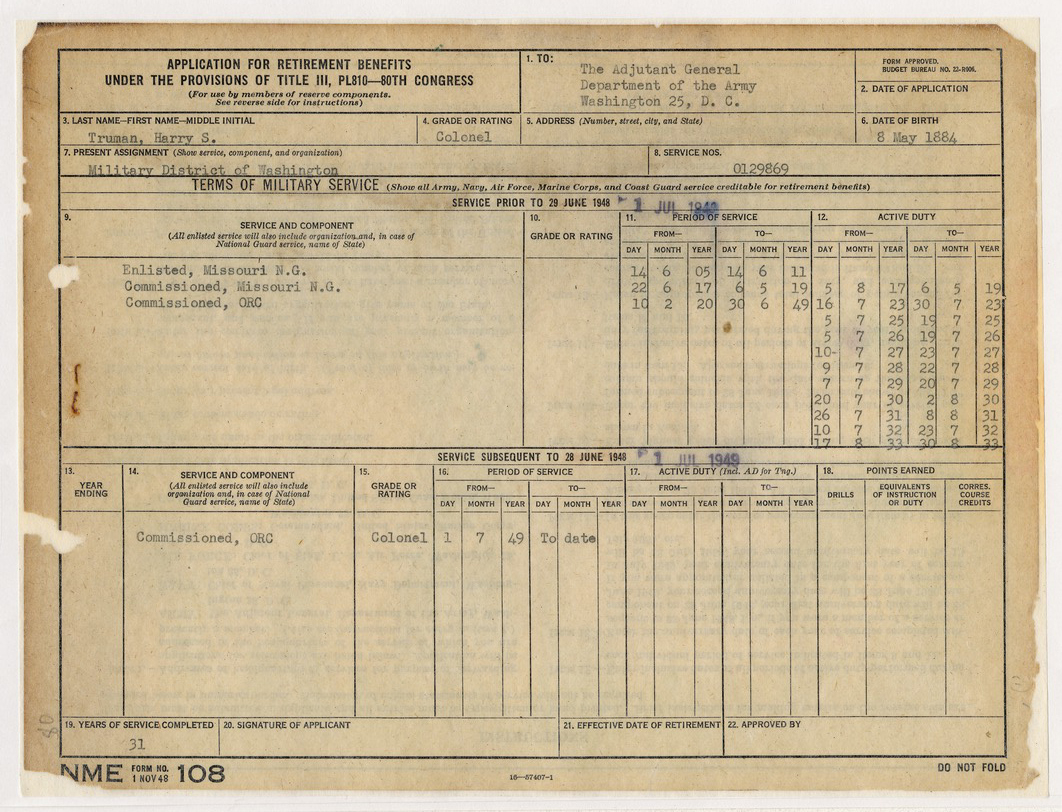 APPLICATION FOR RETIREMENT BENEFITS
UNDER THE PROVISIONS OF TITLE III, PL810—80TH CONGRESS
(For use by members of reserve components.
See reverse side for instructions)
1. TO:
The Adjutant General
Department of the Army
Washington 25, D. C.
FORM APPROVED.
BUDGET BUREAU NO. 22-R006.
2. DATE OF APPLICATION
3. LAST NAME—FIRST NAME—MIDDLE INITIAL
Truman, Harry S.
4. GRADE OR RATING
Colonel
5. ADDRESS (Number, street, city, and State)
6. DATE OF BIRTH
8 May 1884
7. PRESENT ASSIGNMENT (Show service, component, and organization)
Military District of Washington
8. SERVICE NOS.
0129869
TERMS OF MILITARY SERVICE (Show all Army, Navy, Air Force, Marine Corps, and Coast Guard service creditable for retirement benefits)
SERVICE PRIOR TO 29 JUNE 1948 1 JUL 1949
9.
SERVICE AND COMPONENT
(All enlisted service will also include organization and, in case of
National Guard service, name of State)
10.
GRADE OR RATING
11. PERIOD OF SERVICE
FROM— TO—
DAY MONTH YEAR DAY MONTH YEAR
12. ACTIVE DUTY
FROM— TO—
DAY MONTH YEAR DAY MONTH YEAR
Enlisted, Missouri N.G. 14 6 05 14 6 11
Commissioned, Missouri N.G. 22 6 17 6 5 19 5 8 17 6 5 19
Commissioned, ORC 10 2 20 30 6 49 16 7 23 30 7 23
5 7 25 19 7 25
5 7 26 19 7 26
10- 7 27 23 7 27
9 7 28 22 7 28
7 7 29 20 7 29
20 7 30 2 8 30
26 7 31 8 8 31
10 7 32 23 7 32
17 8 33 30 8 33
SERVICE SUBSEQUENT TO 28 JUNE 1948 1 JUL 1949
13.
YEAR
ENDING
14.
SERVICE AND COMPONENT
(All enlisted service will also include
organization and, in case of National
Guard service, name of State)
15.
GRADE OR
RATING
16. PERIOD OF SERVICE
FROM— TO—
DAY MONTH YEAR DAY MONTH YEAR
17. ACTIVE DUTY (Incl. AD for Tng.)
FROM— TO—
DAY MONTH YEAR DAY MONTH YEAR
18. POINTS EARNED
DRILLS
EQUIVALENTS
OF INSTRUCTION
OR DUTY
CORRES.
COURSE
CREDITS
Commissioned, ORC Colonel 1 7 49 To date
19. YEARS OF SERVICE COMPLETED
31
20. SIGNATURE OF APPLICANT
21. EFFECTIVE DATE OF RETIREMENT
22. APPROVED BY
NME FORM NO. 1 NOV 48 108
16—57407-1
DO NOT FOLD